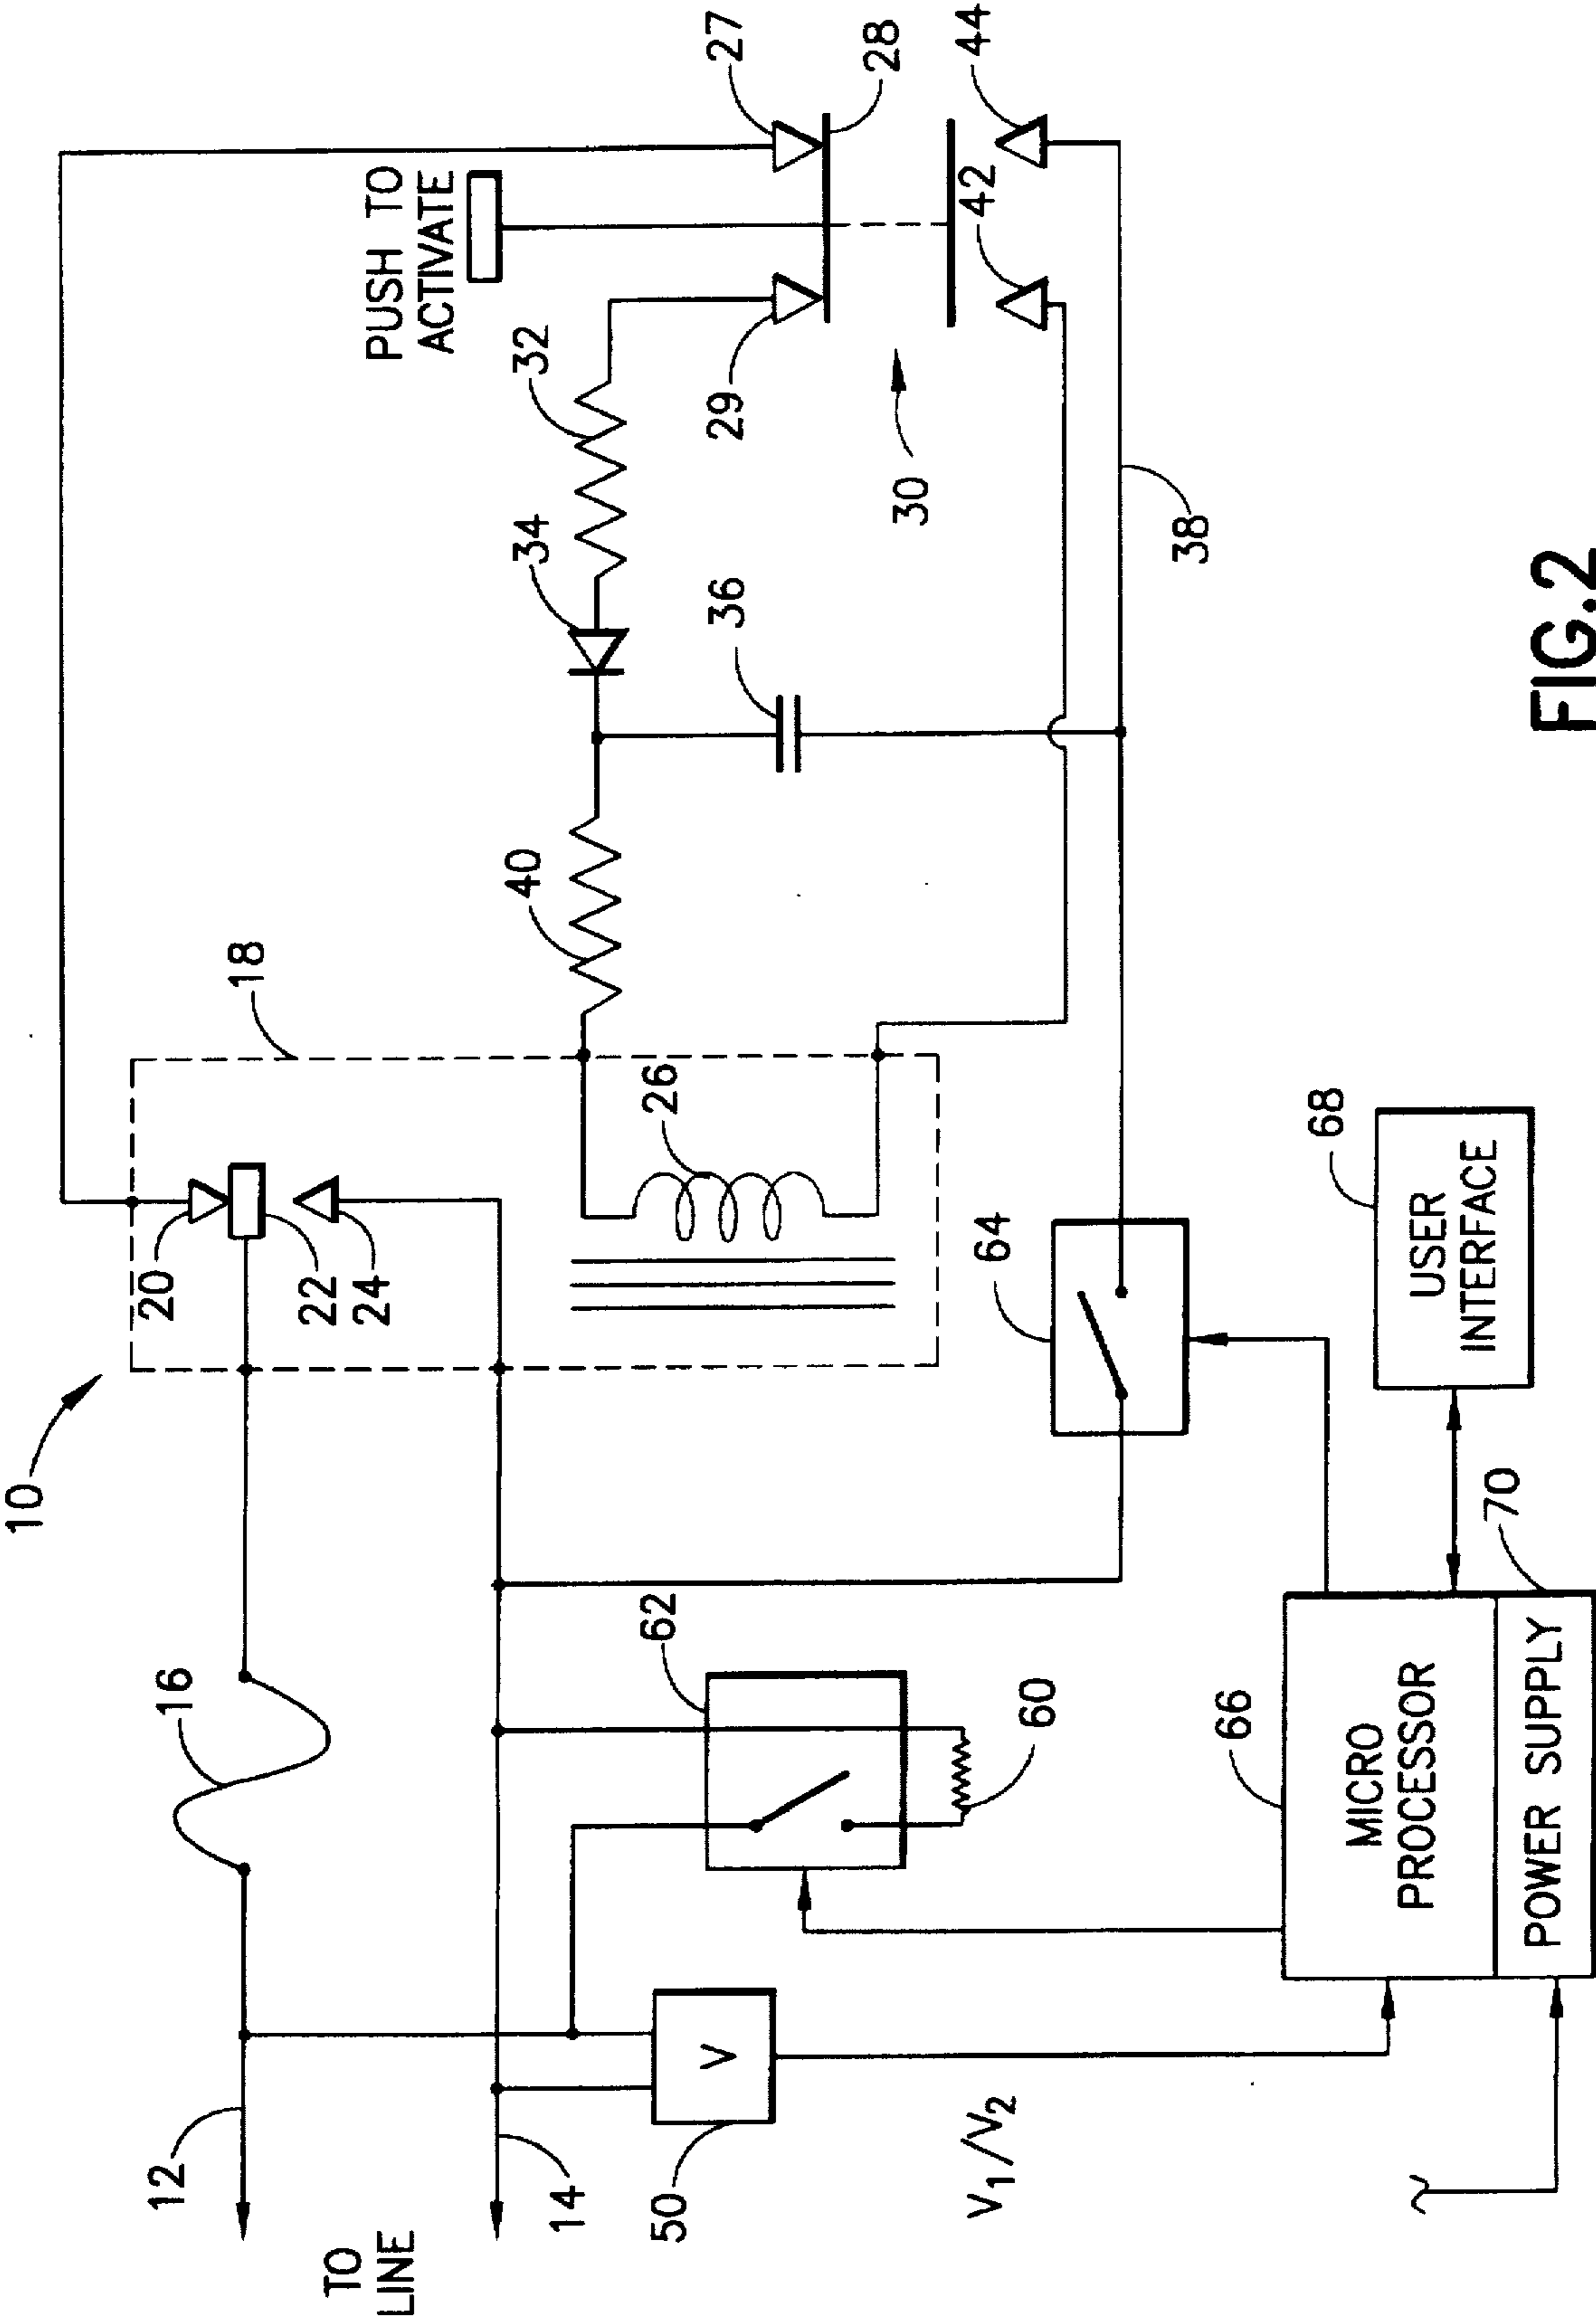 10
12
TO
LINE
14
16
18
20
22
24
26
PUSH TO
ACTIVATE
27
28
29
30
32
34
36
38
40
42
44
50
V
V1/V2
60
62
64
66
MICRO
PROCESSOR
POWER SUPPLY
70
68
USER
INTERFACE
FIG.2